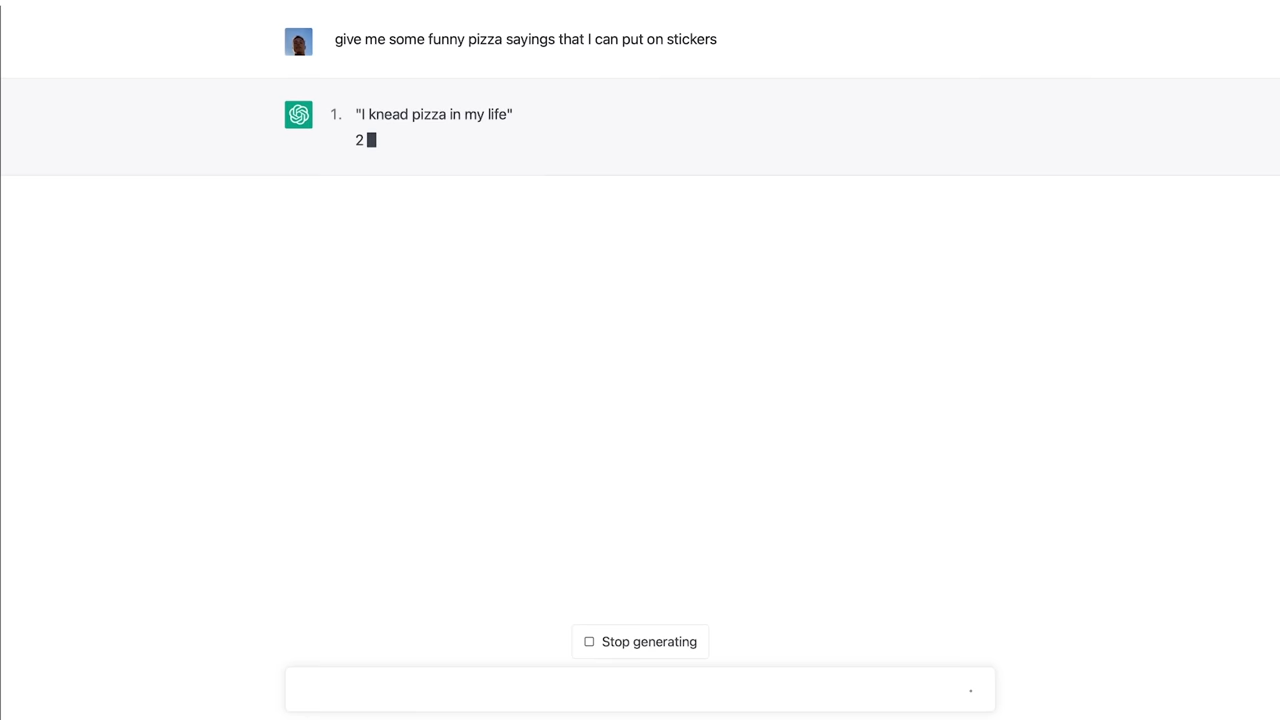 give me some funny pizza sayings that I can put on stickers
1. "I knead pizza in my life"
2
Stop generating